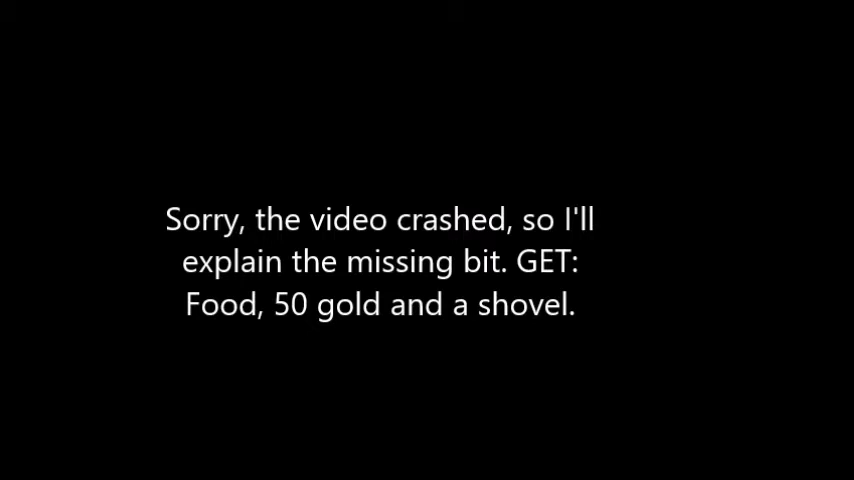 Sorry, the video crashed, so I'll
explain the missing bit. GET:
Food, 50 gold and a shovel.